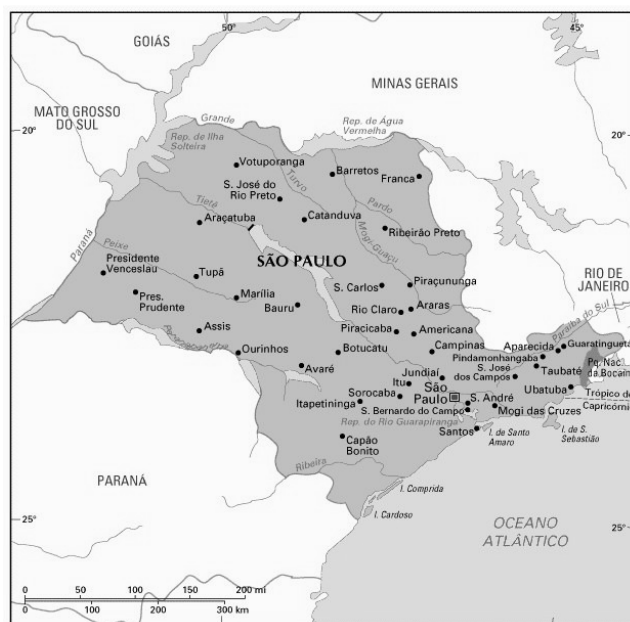 50°
45°
GOIÁS
MINAS GERAIS
MATO GROSSO
DO SUL
20°
20°
Grande
Rep. de Água
Vermelha
Rep. de Ilha
Solteira
Votuporanga
Turvo
Barretos
Franca
S. José do
Rio Preto
Tietê
Pardo
Araçatuba
Catanduva
Moji-Guaçu
Ribeirão Preto
Paraná
Peixe
SÃO PAULO
Presidente
Venceslau
Tupã
S. Carlos
Piraçununga
RIO DE
JANEIRO
Pres.
Prudente
Marília
Bauru
Rio Claro
Araras
Paraíba do Sul
Assis
Piracicaba
Americana
Paranapanema
Ourinhos
Botucatu
Campinas
Aparecida
Guaratinguetá
Pindamonhangaba
Pq. Nac.
da Bocaina
Avaré
Jundiaí
S. José
dos Campos
Taubaté
Itu
Sorocaba
São
Paulo
Ubatuba
Trópico de
Capricórnio
Itapetininga
S. André
S. Bernardo do Campo
Mogi das Cruzes
Rep. do Rio Guarapiranga
Santos
I. de Santo
Amaro
I. de S.
Sebastião
Capão
Bonito
Ribeira
PARANÁ
I. Comprida
I. Cardoso
25°
25°
OCEANO
ATLÂNTICO
0
100
200 mi
0
100
200
300 km